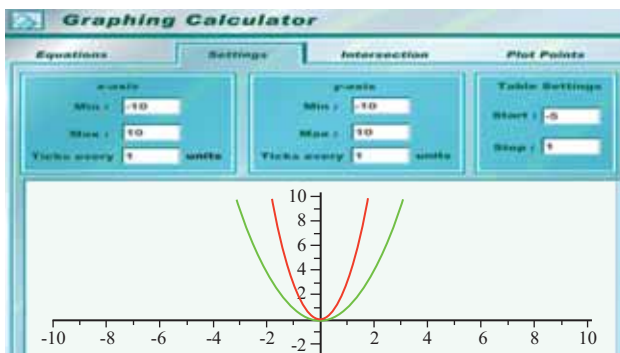 Graphing Calculator
Equations Settings Intersection Plot Points
x-axis
Min : -10
Max : 10
Ticks every 1 units
y-axis
Min : -10
Max : 10
Ticks every 1 units
Table Settings
Start : -5
Stop : 1
10
8
6
4
2
-10 -8 -6 -4 -2 2 4 6 8 10
-2